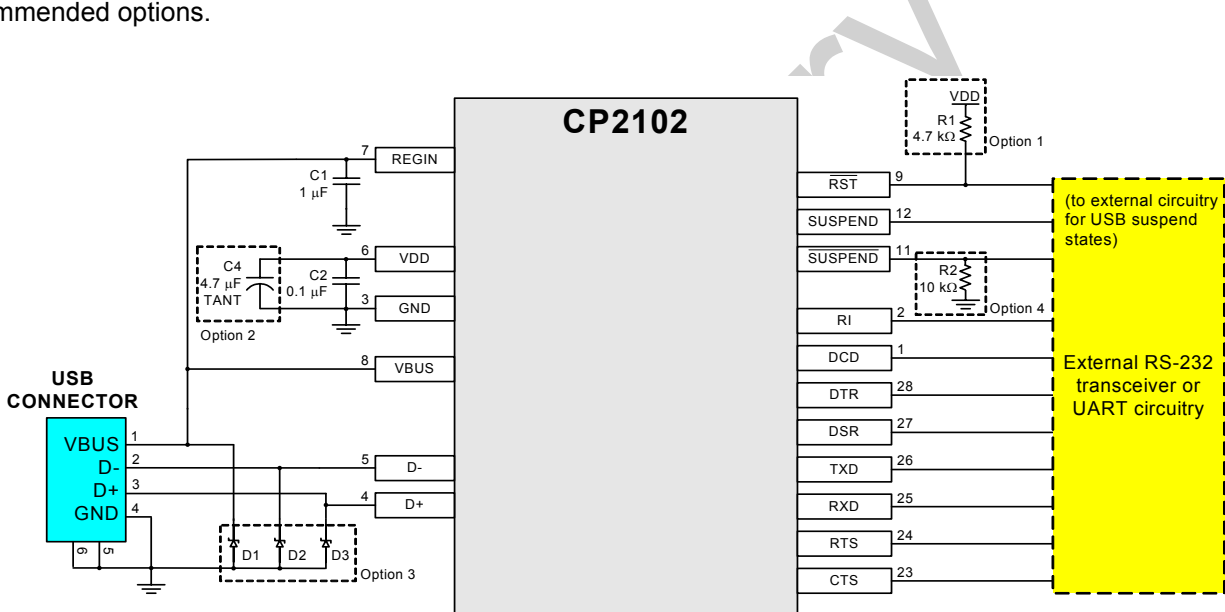 mmended options.
CP2102
VDD
R1
4.7 kΩ
Option 1
7
REGIN
C1
1 μF
RST
9
(to external circuitry
for USB suspend
states)
SUSPEND
12
6
VDD
SUSPEND
11
C4
4.7 μF
TANT
C2
0.1 μF
R2
10 kΩ
Option 4
3
GND
Option 2
RI
2
8
VBUS
DCD
1
External RS-232
transceiver or
UART circuitry
USB
CONNECTOR
DTR
28
DSR
27
VBUS
1
D-
2
D+
3
GND
4
6
5
5
D-
4
D+
TXD
26
RXD
25
D1
D2
D3
Option 3
RTS
24
CTS
23